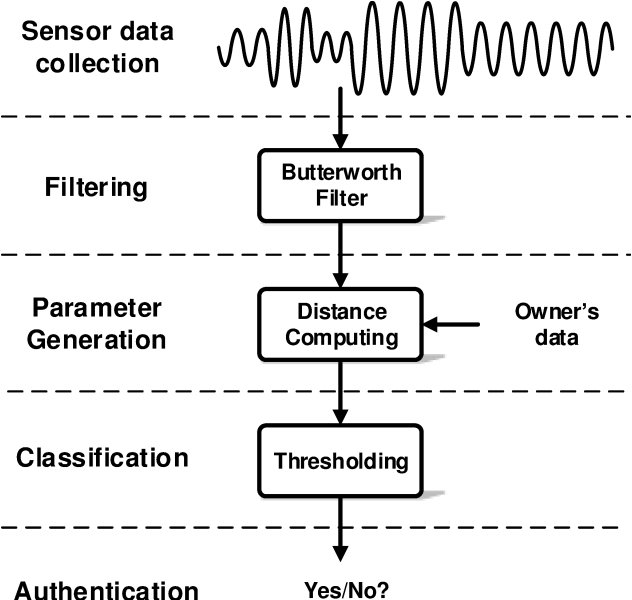 Sensor data
collection
Filtering
Butterworth
Filter
Parameter
Generation
Distance
Computing
Owner's
data
Classification
Thresholding
Authentication
Yes/No?